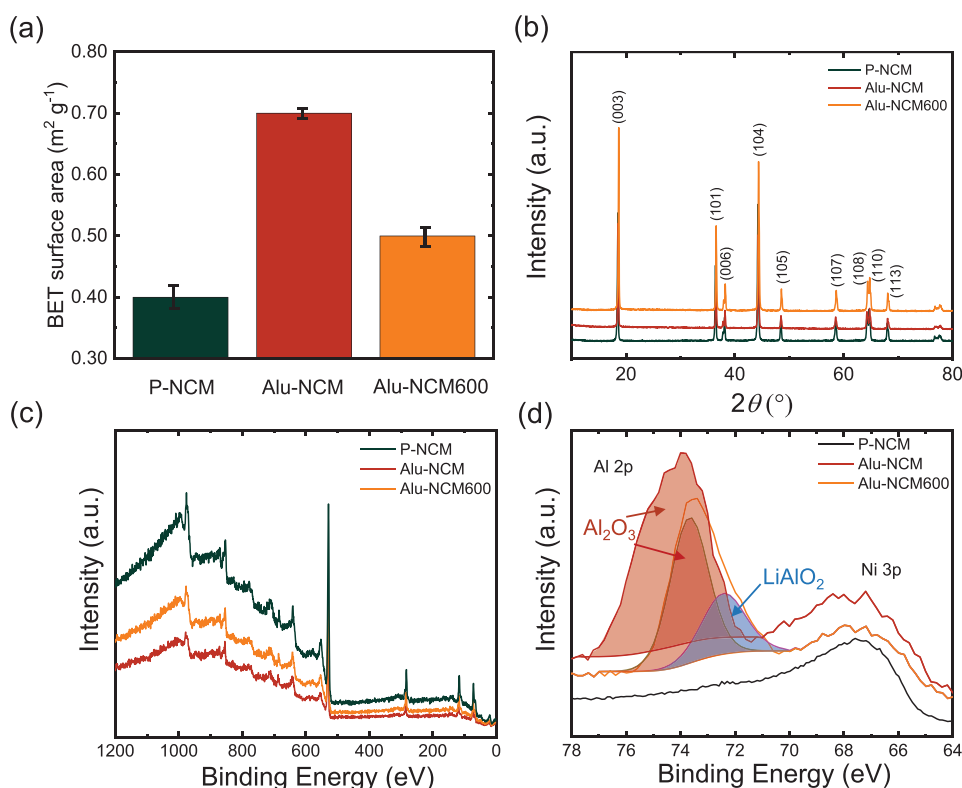 (a)
0.80
0.70
0.50
0.40
0.30
BET surface area (m² g⁻¹)
P-NCM
Alu-NCM
Alu-NCM600
(b)
Intensity (a.u.)
P-NCM
Alu-NCM
Alu-NCM600
(003)
(101)
(006)
(104)
(105)
(107)
(108)
(110)
(113)
20
40
60
80
2θ (°)
(c)
Intensity (a.u.)
P-NCM
Alu-NCM
Alu-NCM600
1200
1000
800
600
400
200
0
Binding Energy (eV)
(d)
Intensity (a.u.)
Al 2p
P-NCM
Alu-NCM
Alu-NCM600
Al₂O₃
LiAlO₂
Ni 3p
78
76
74
72
70
68
66
64
Binding Energy (eV)